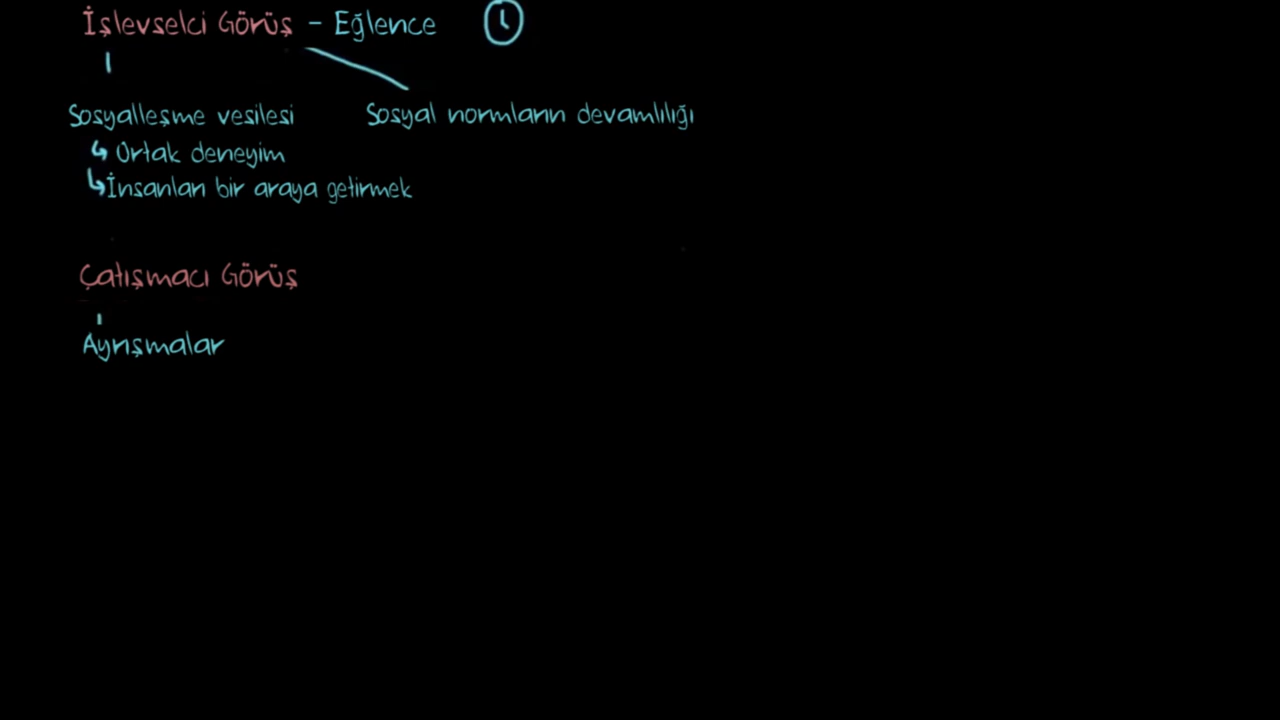 İşlevselci Görüş - Eğlence
Sosyalleşme vesilesi
Sosyal normların devamlılığı
Ortak deneyim
İnsanları bir araya getirmek
Çatışmacı Görüş
Ayrışmalar